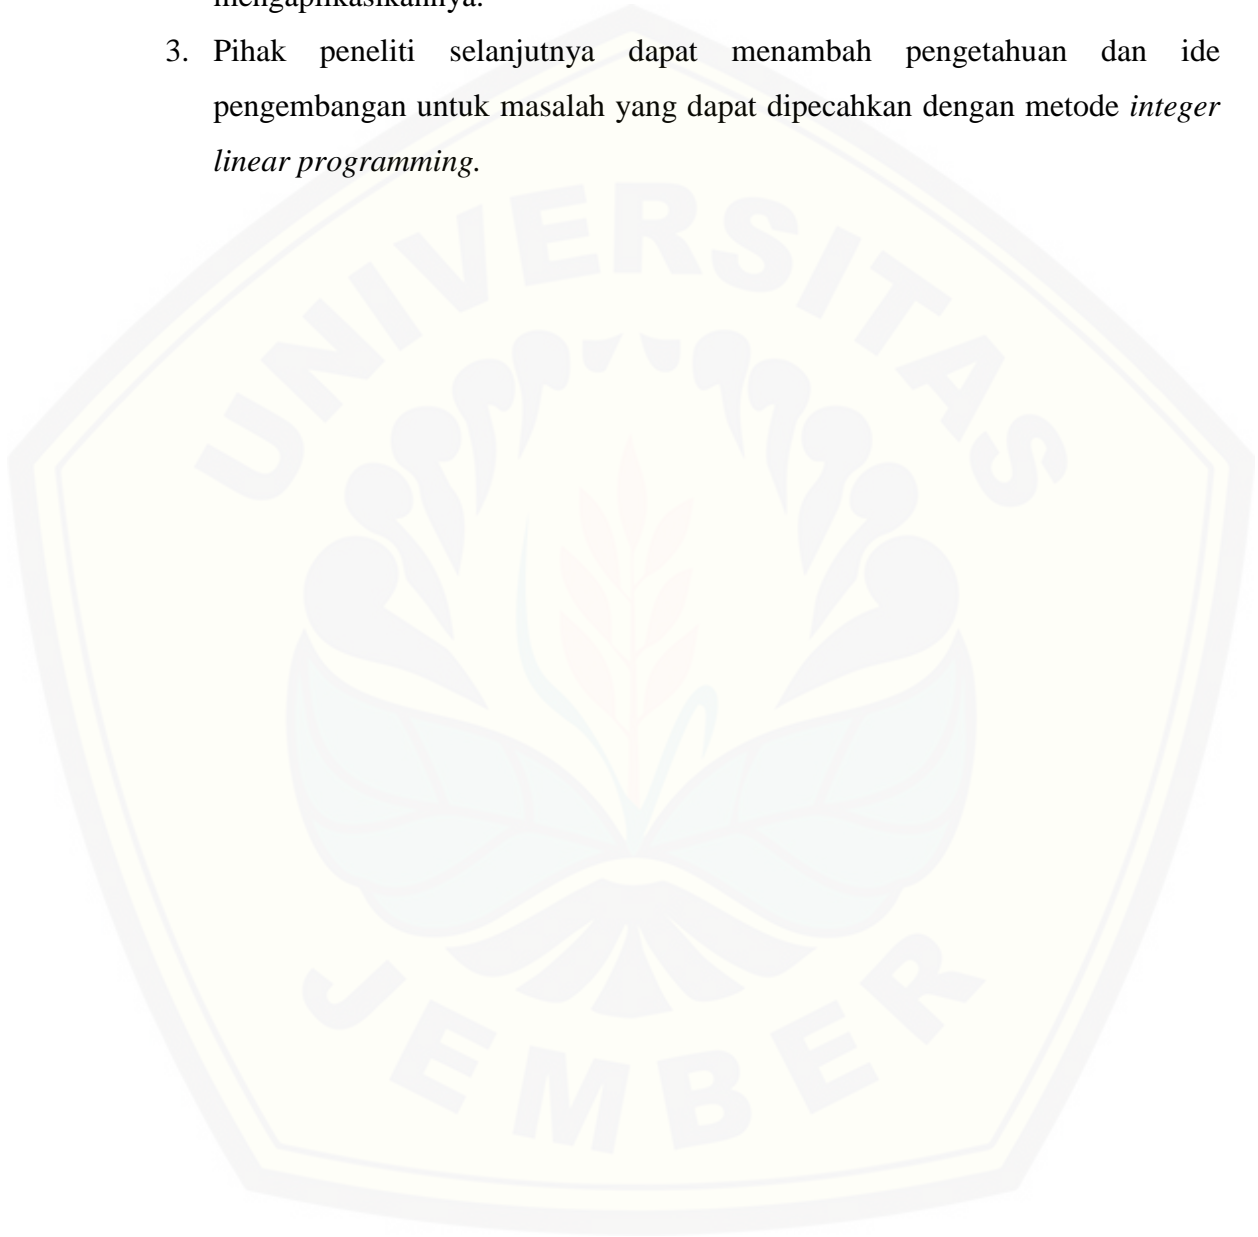 mengaplikasikannya.
3. Pihak peneliti selanjutnya dapat menambah pengetahuan dan ide
pengembangan untuk masalah yang dapat dipecahkan dengan metode integer
linear programming.
UNIVERSITAS
JEMBER